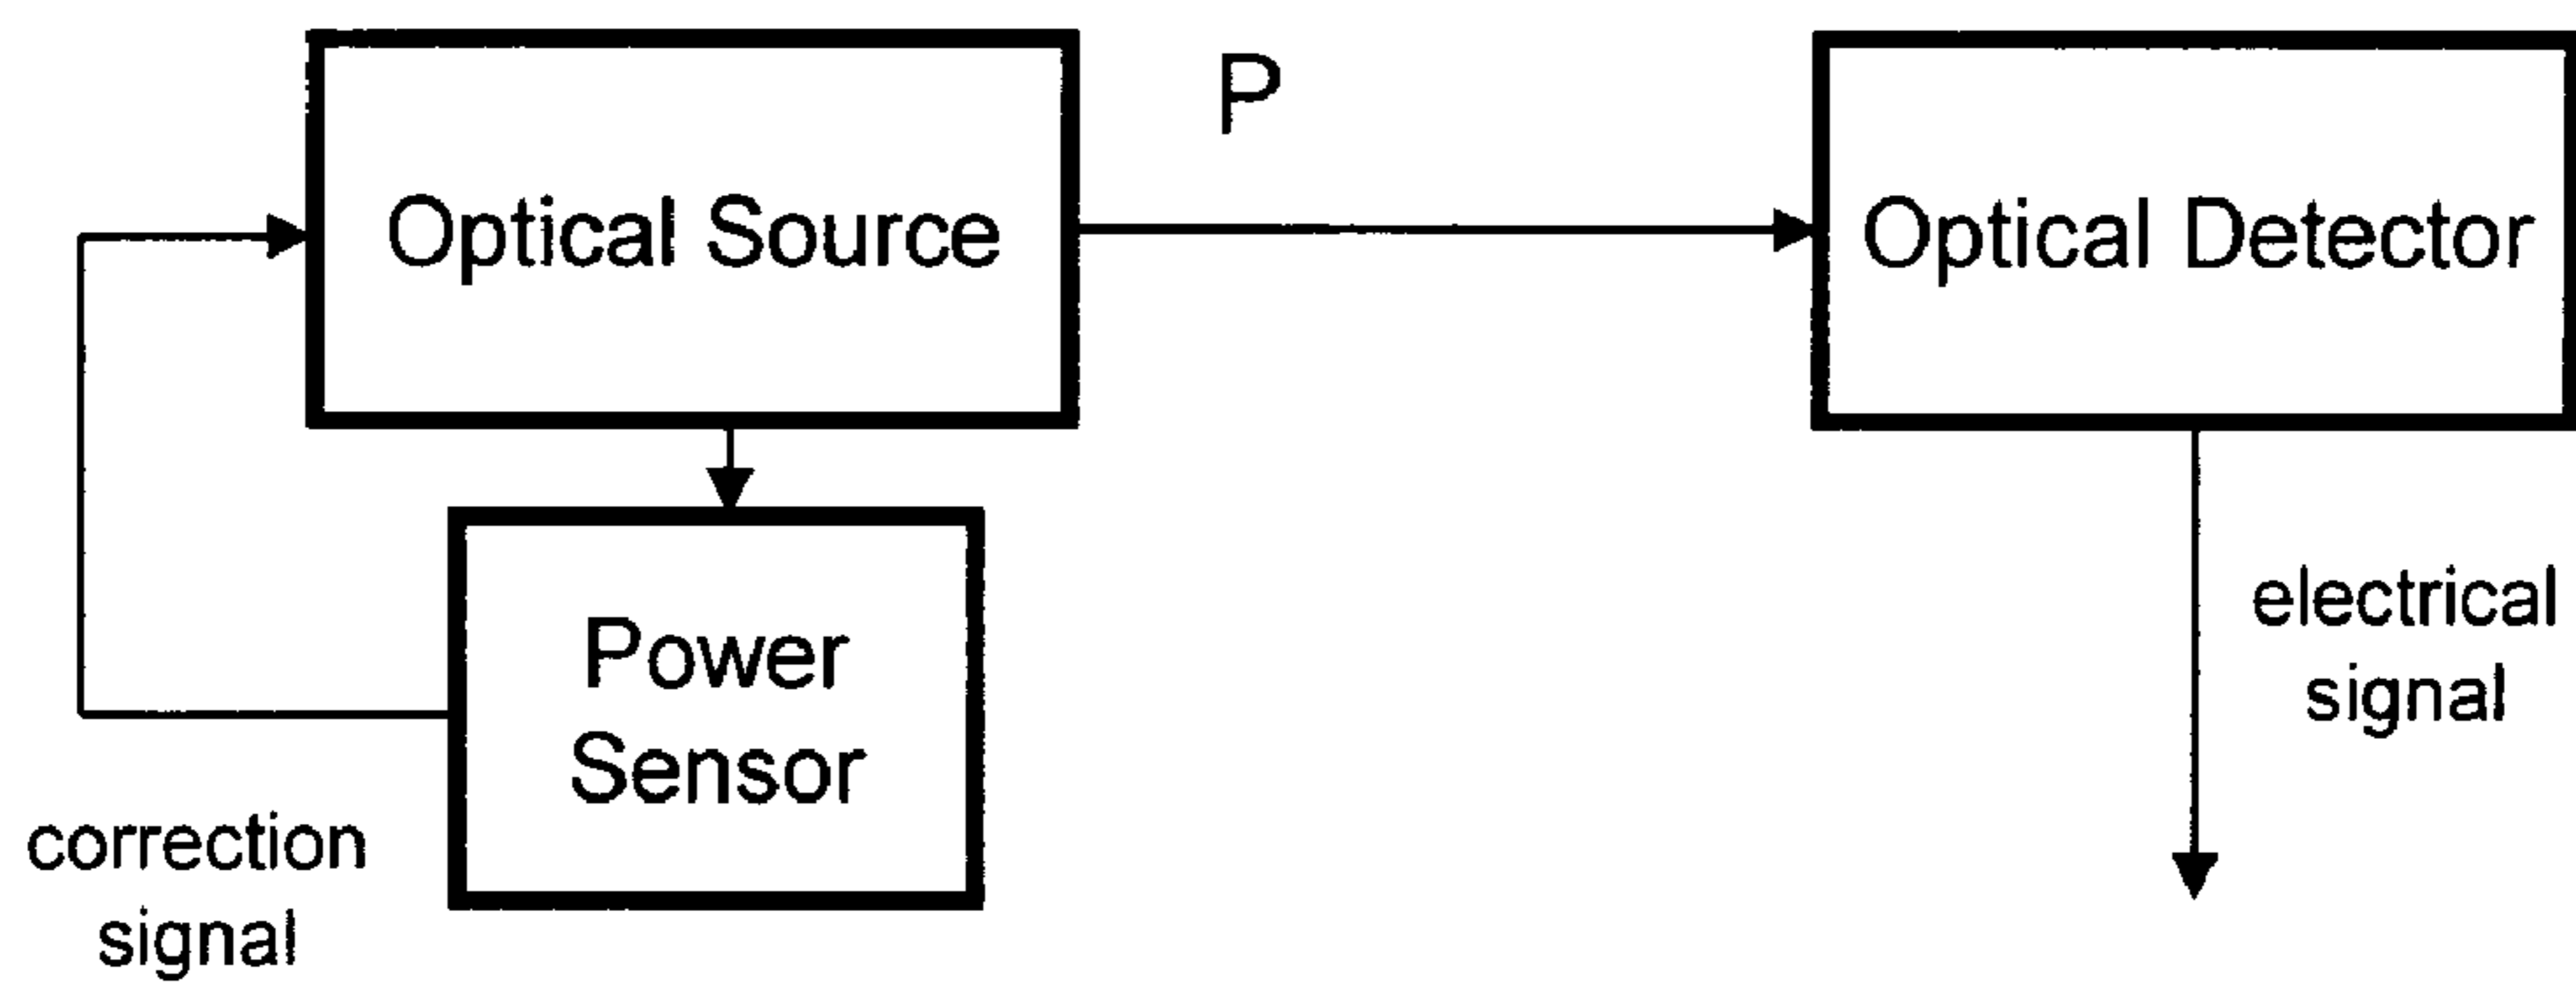 P
Optical Source
Optical Detector
Power
Sensor
electrical
signal
correction
signal